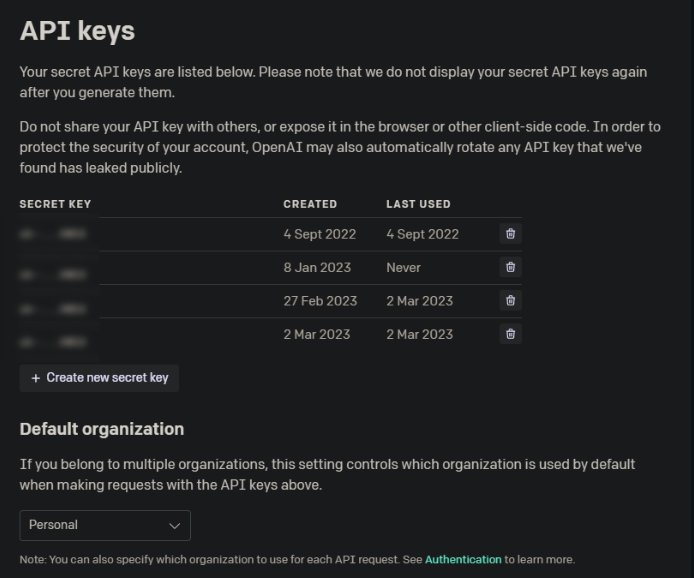 API keys
Your secret API keys are listed below. Please note that we do not display your secret API keys again
after you generate them.
Do not share your API key with others, or expose it in the browser or other client-side code. In order to
protect the security of your account, OpenAI may also automatically rotate any API key that we've
found has leaked publicly.
SECRET KEY CREATED LAST USED
4 Sept 2022 4 Sept 2022
8 Jan 2023 Never
27 Feb 2023 2 Mar 2023
2 Mar 2023 2 Mar 2023
+ Create new secret key
Default organization
If you belong to multiple organizations, this setting controls which organization is used by default
when making requests with the API keys above.
Personal
Note: You can also specify which organization to use for each API request. See Authentication to learn more.